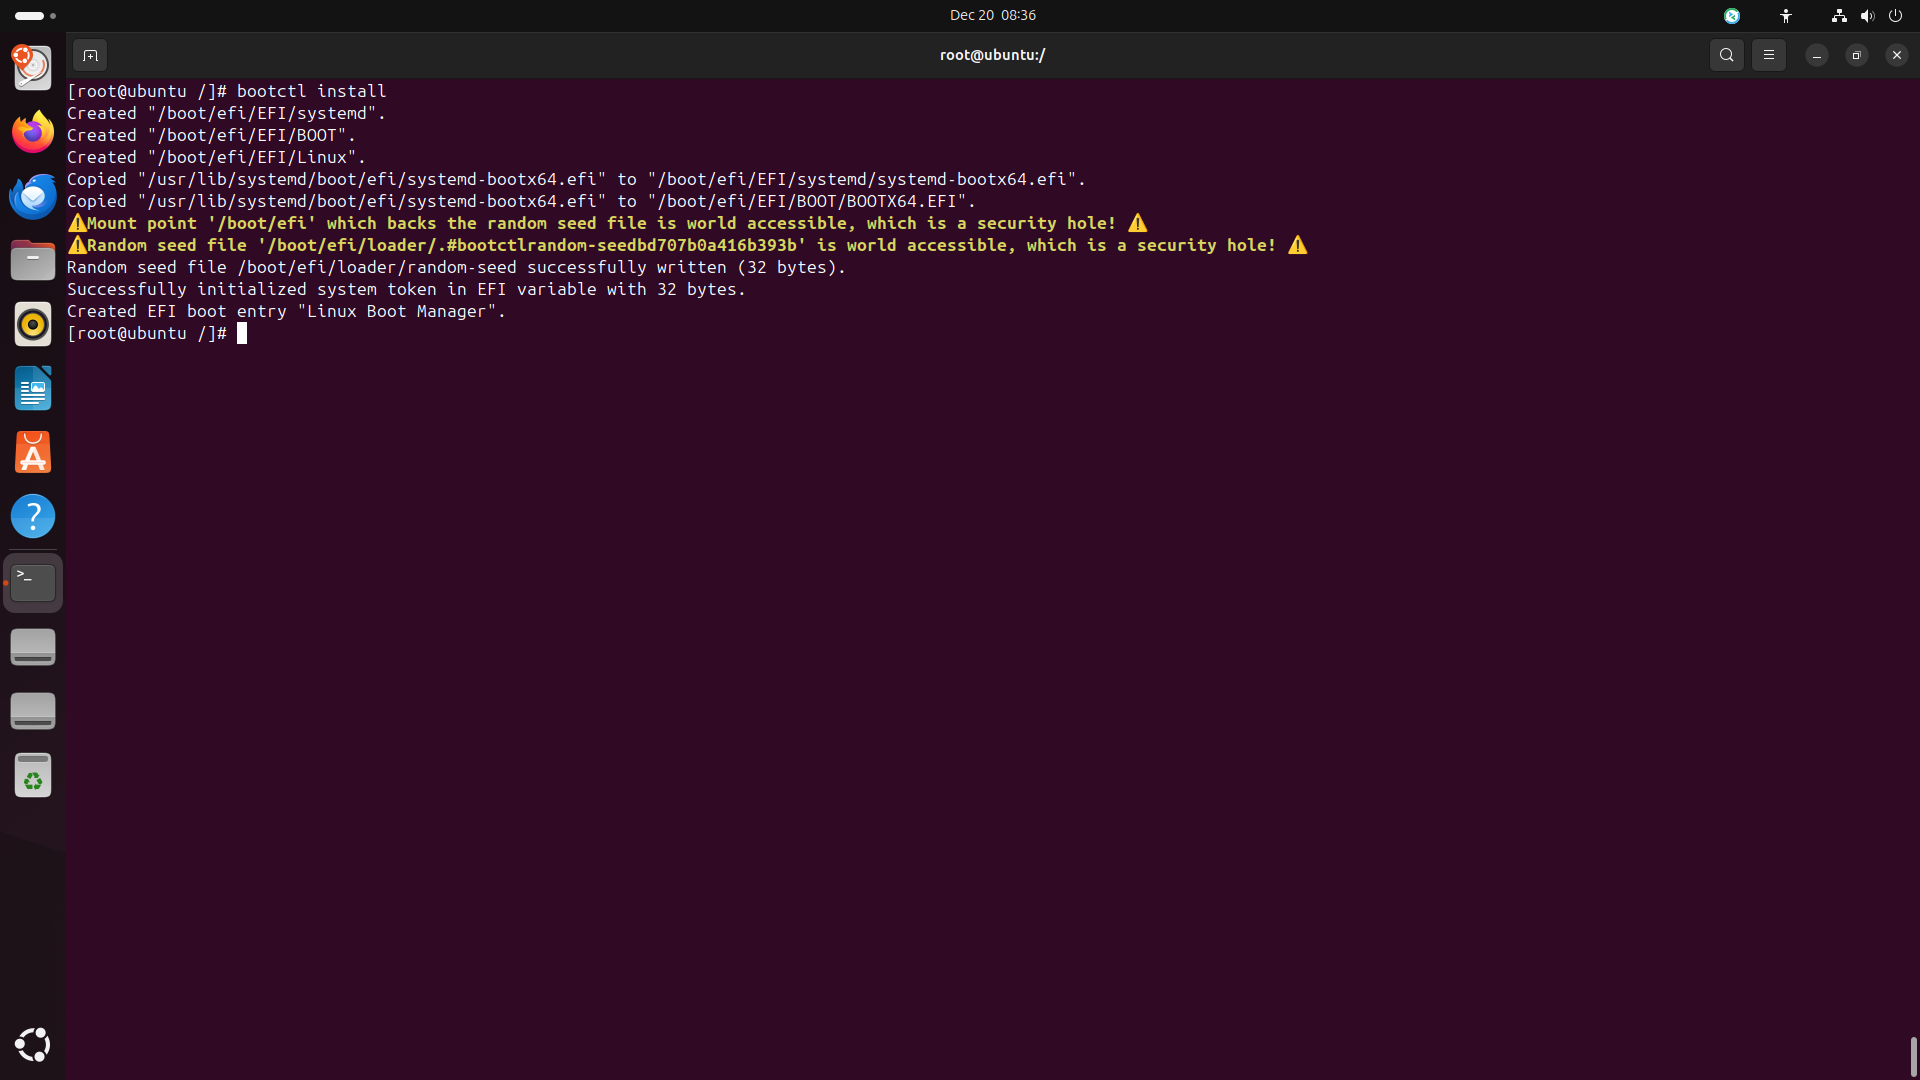 Dec 20 08:36
root@ubuntu:/
[root@ubuntu /]# bootctl install
Created "/boot/efi/EFI/systemd".
Created "/boot/efi/EFI/BOOT".
Created "/boot/efi/EFI/Linux".
Copied "/usr/lib/systemd/boot/efi/systemd-bootx64.efi" to "/boot/efi/EFI/systemd/systemd-bootx64.efi".
Copied "/usr/lib/systemd/boot/efi/systemd-bootx64.efi" to "/boot/efi/EFI/BOOT/BOOTX64.EFI".
⚠️Mount point '/boot/efi' which backs the random seed file is world accessible, which is a security hole! ⚠️
⚠️Random seed file '/boot/efi/loader/.#bootctlrandom-seedbd707b0a416b393b' is world accessible, which is a security hole! ⚠️
Random seed file /boot/efi/loader/random-seed successfully written (32 bytes).
Successfully initialized system token in EFI variable with 32 bytes.
Created EFI boot entry "Linux Boot Manager".
[root@ubuntu /]#